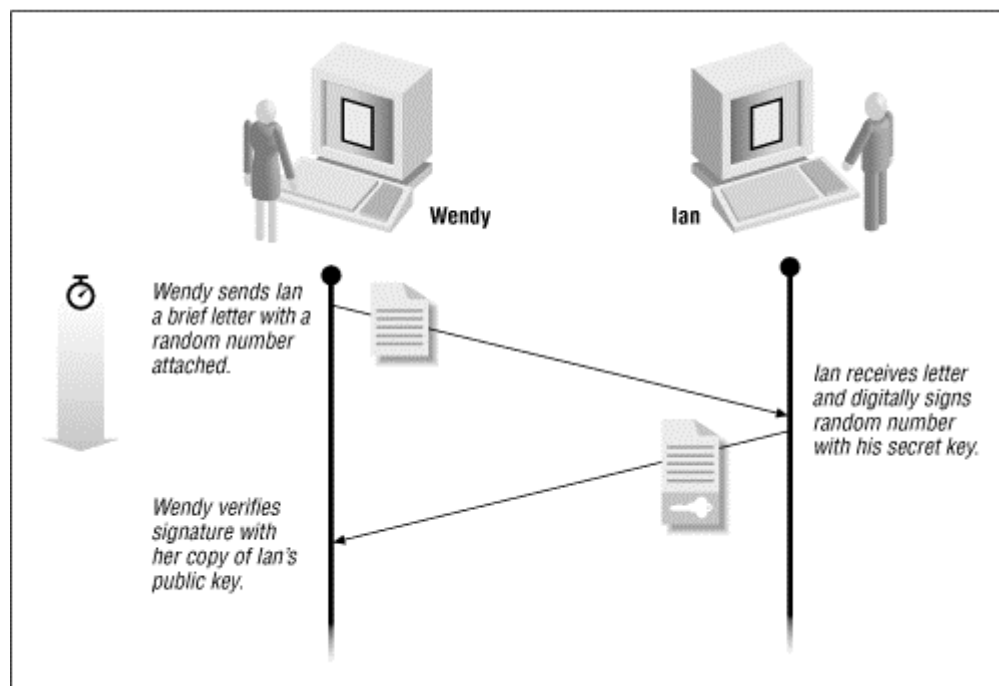 Wendy
Ian
Wendy sends Ian
a brief letter with a
random number
attached.
Ian receives letter
and digitally signs
random number
with his secret key.
Wendy verifies
signature with
her copy of Ian's
public key.